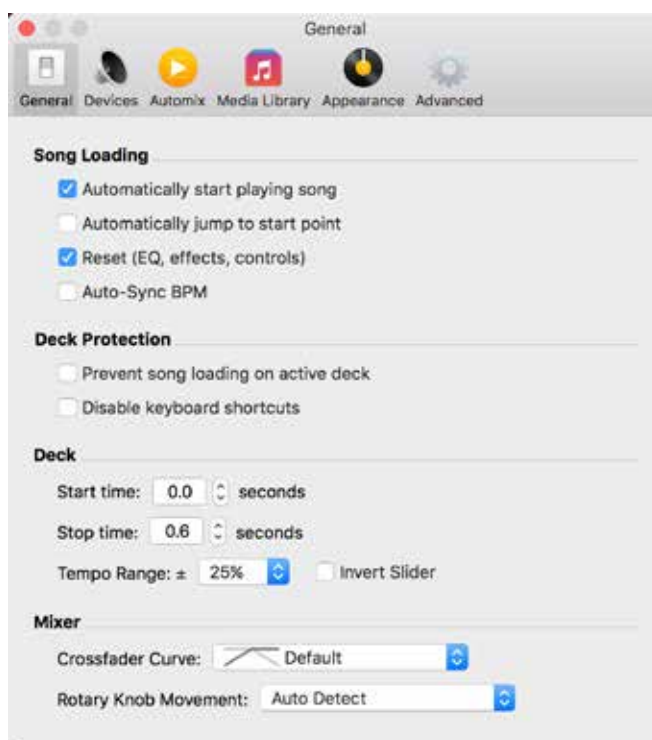 General
General Devices Automix Media Library Appearance Advanced
Song Loading
Automatically start playing song
Automatically jump to start point
Reset (EQ, effects, controls)
Auto-Sync BPM
Deck Protection
Prevent song loading on active deck
Disable keyboard shortcuts
Deck
Start time: 0.0 seconds
Stop time: 0.6 seconds
Tempo Range: ± 25% Invert Slider
Mixer
Crossfader Curve: Default
Rotary Knob Movement: Auto Detect